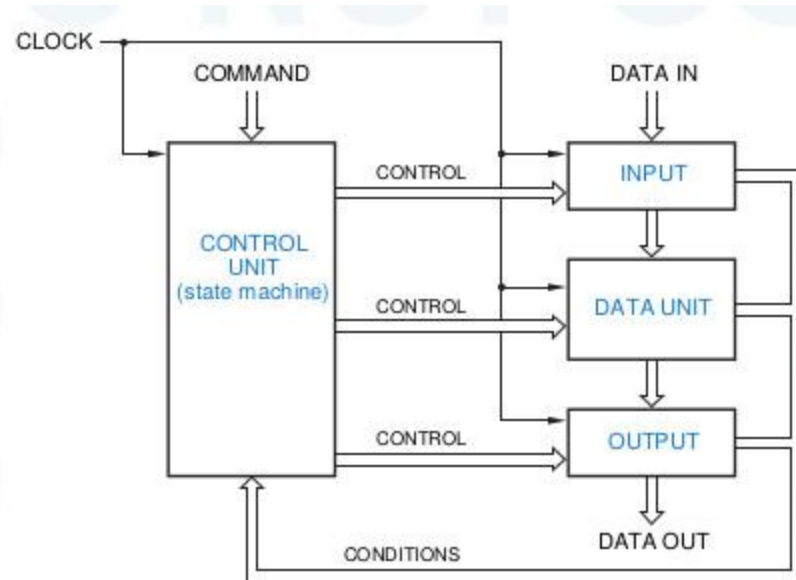 CLOCK
COMMAND
DATA IN
CONTROL
INPUT
CONTROL
UNIT
(state machine)
CONTROL
DATA UNIT
CONTROL
OUTPUT
DATA OUT
CONDITIONS